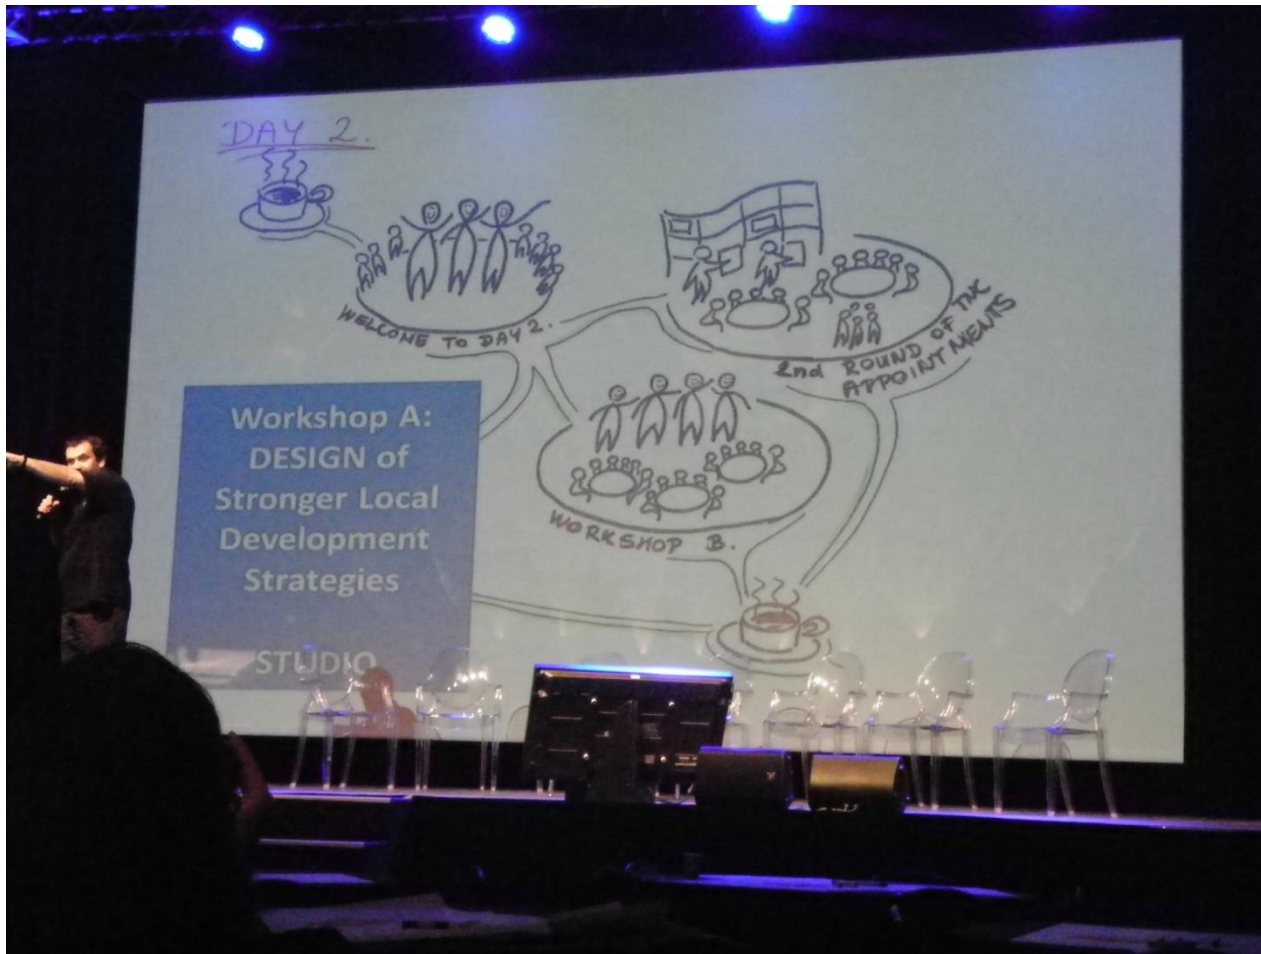 DAY 2.
WELCOME TO DAY 2.
2nd ROUND OF TNC
APPOINTMENTS
Workshop A:
DESIGN of
Stronger Local
Development
Strategies
STUDIO
WORKSHOP B.